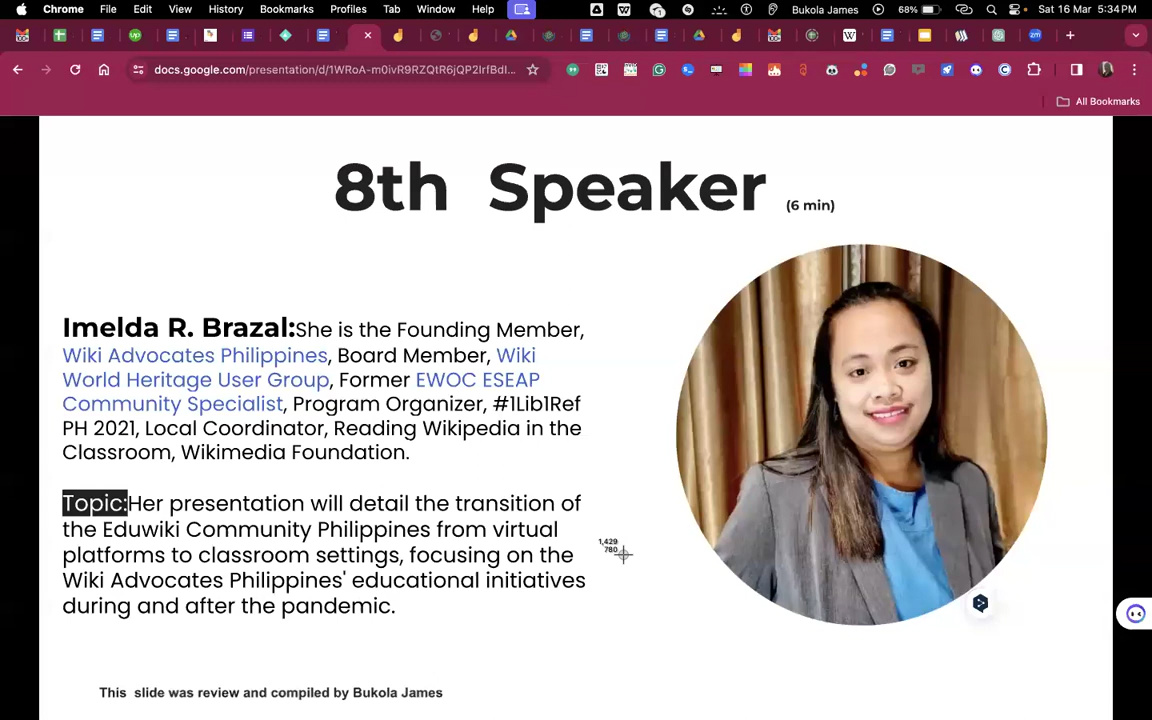 Chrome File Edit View History Bookmarks Profiles Tab Window Help Bukola James 68% Sat 16 Mar 5:34PM
docs.google.com/presentation/d/1WRoA-m0ivR9RZQtR6jQP2IrfBdI...
All Bookmarks
8th Speaker (6 min)
Imelda R. Brazal:She is the Founding Member,
Wiki Advocates Philippines, Board Member, Wiki
World Heritage User Group, Former EWOC ESEAP
Community Specialist, Program Organizer, #1Lib1Ref
PH 2021, Local Coordinator, Reading Wikipedia in the
Classroom, Wikimedia Foundation.
Topic:Her presentation will detail the transition of
the Eduwiki Community Philippines from virtual
platforms to classroom settings, focusing on the
Wiki Advocates Philippines' educational initiatives
during and after the pandemic.
1,429
780
This slide was review and compiled by Bukola James